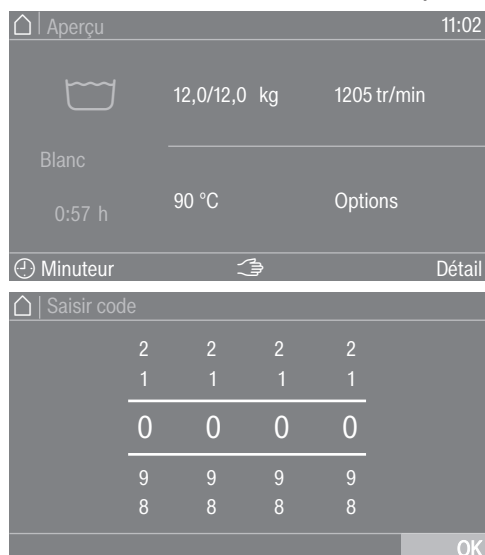 Aperçu 11:02
12,0/12,0 kg 1205 tr/min
Blanc
0:57 h
90 °C Options
Minuteur Détail
Saisir code
2 2 2 2
1 1 1 1
0 0 0 0
9 9 9 9
8 8 8 8
OK